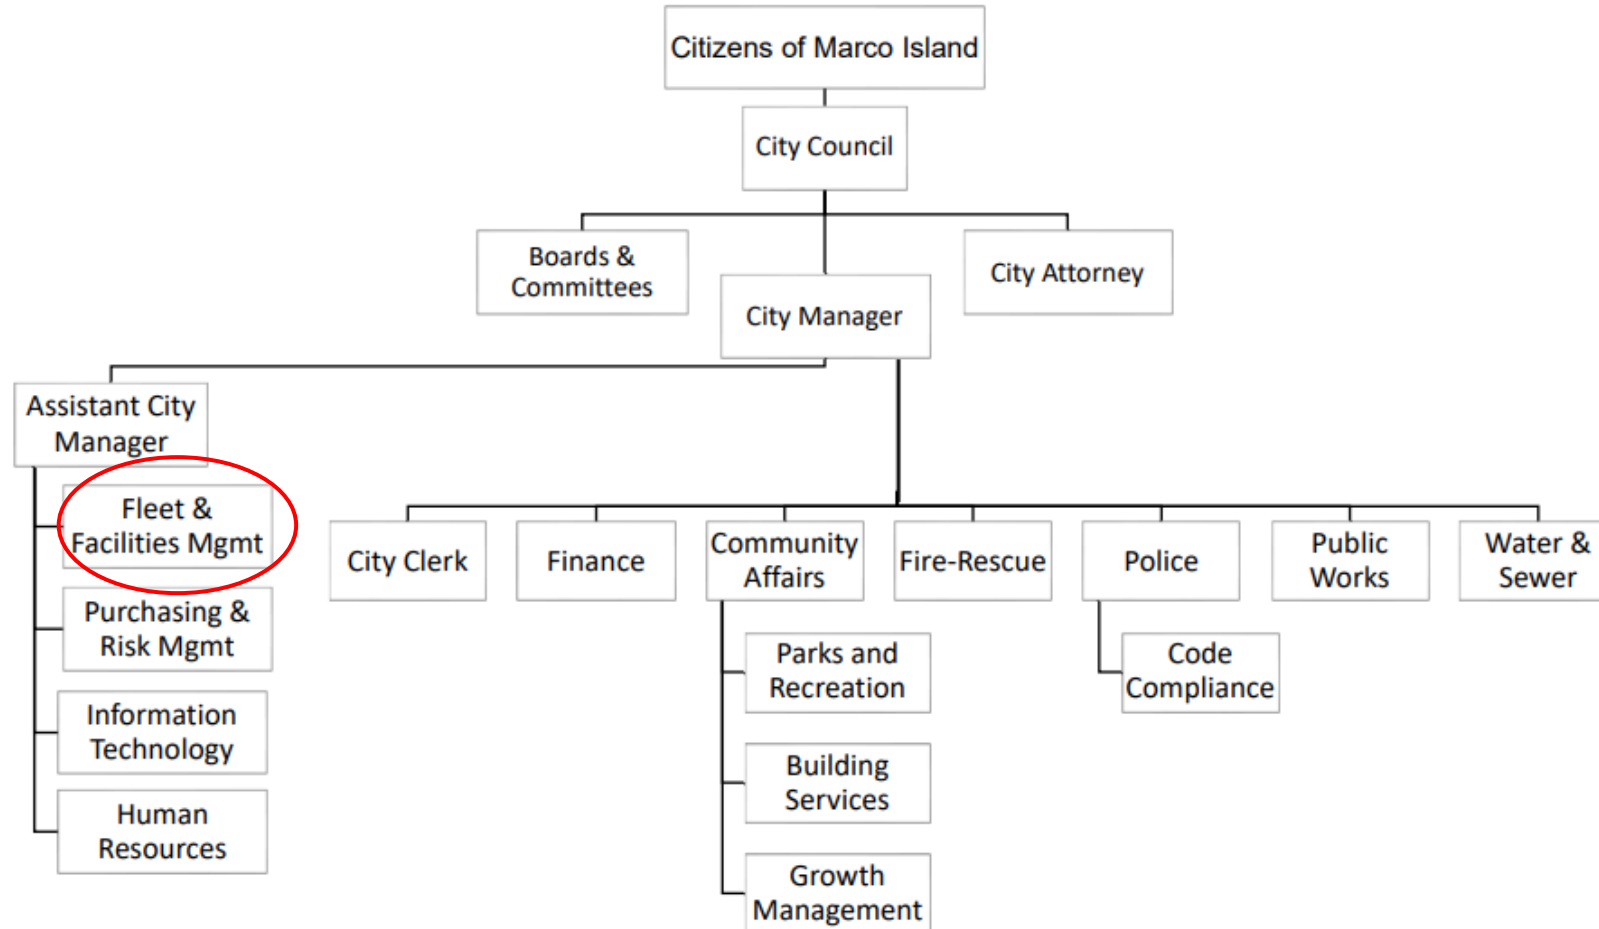 Citizens of Marco Island
City Council
Boards &
Committees
City Attorney
City Manager
Assistant City
Manager
Fleet &
Facilities Mgmt
Purchasing &
Risk Mgmt
Information
Technology
Human
Resources
City Clerk
Finance
Community
Affairs
Fire-Rescue
Police
Public
Works
Water &
Sewer
Parks and
Recreation
Building
Services
Growth
Management
Code
Compliance